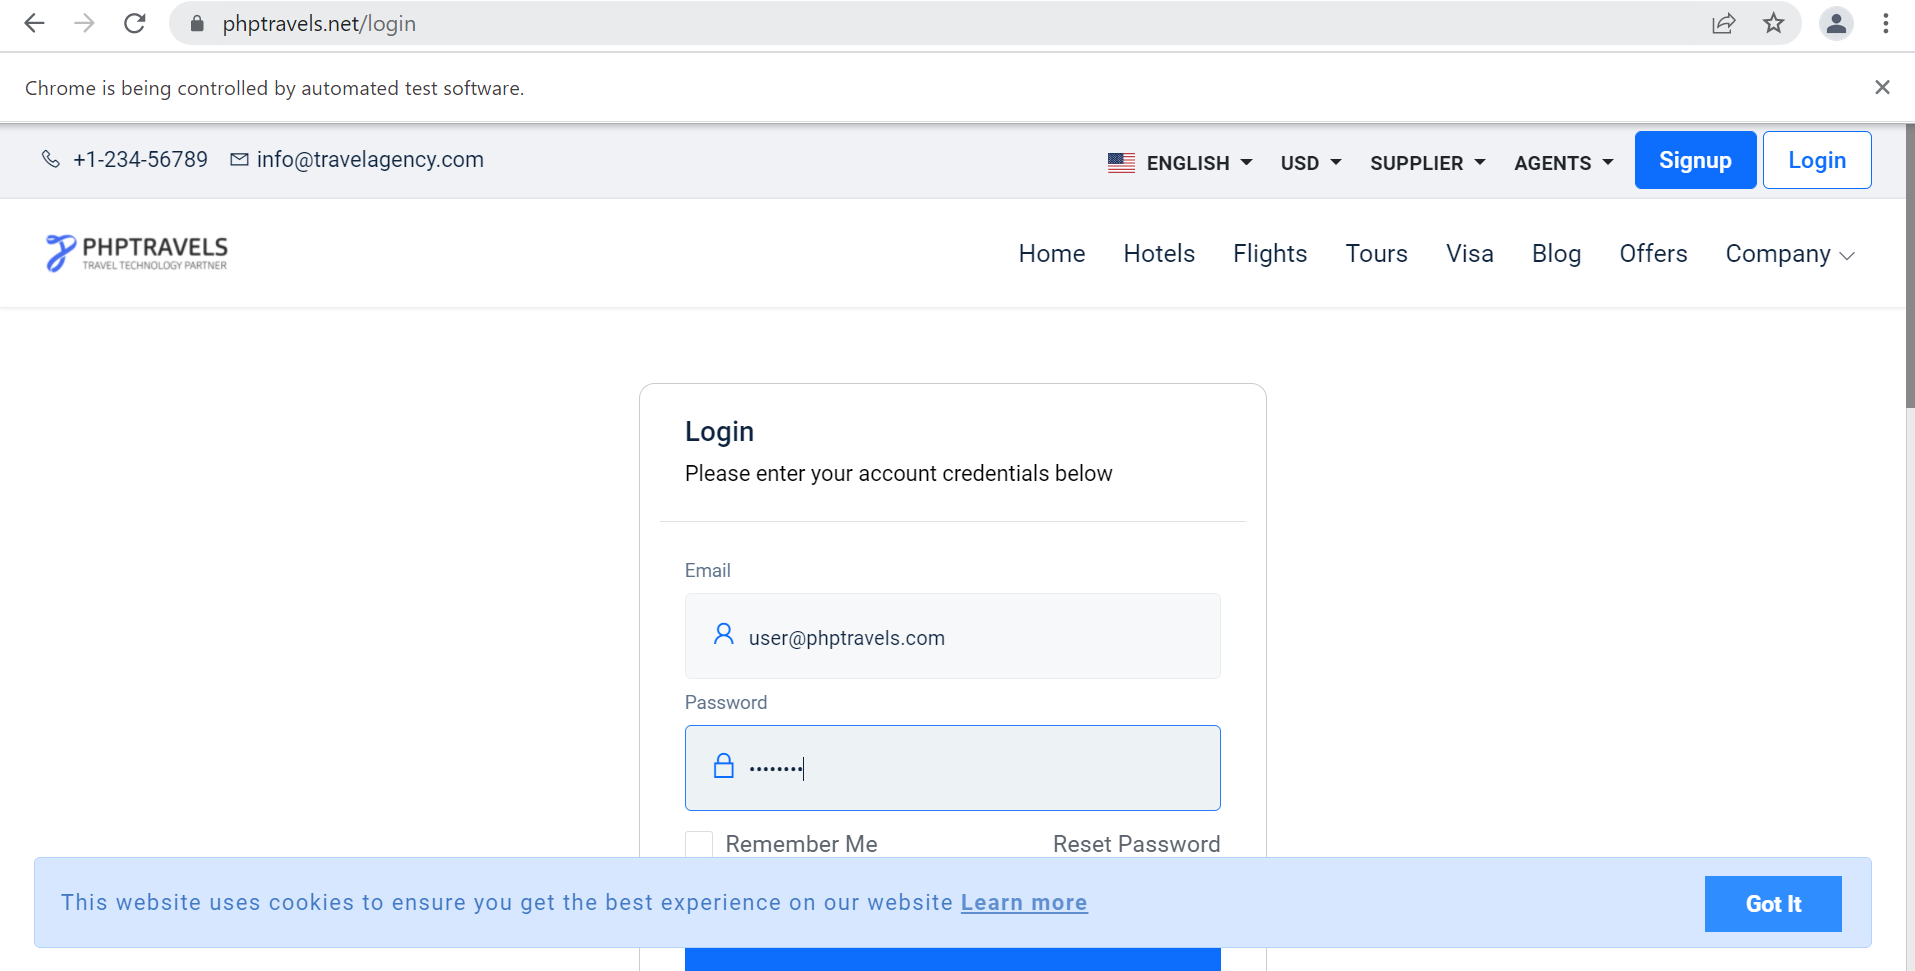 phptravels.net/login
Chrome is being controlled by automated test software.
+1-234-56789 info@travelagency.com ENGLISH USD SUPPLIER AGENTS Signup Login
PHPTRAVELS
TRAVEL TECHNOLOGY PARTNER
Home Hotels Flights Tours Visa Blog Offers Company
Login
Please enter your account credentials below
Email
user@phptravels.com
Password
••••••••
Remember Me Reset Password
This website uses cookies to ensure you get the best experience on our website Learn more Got It